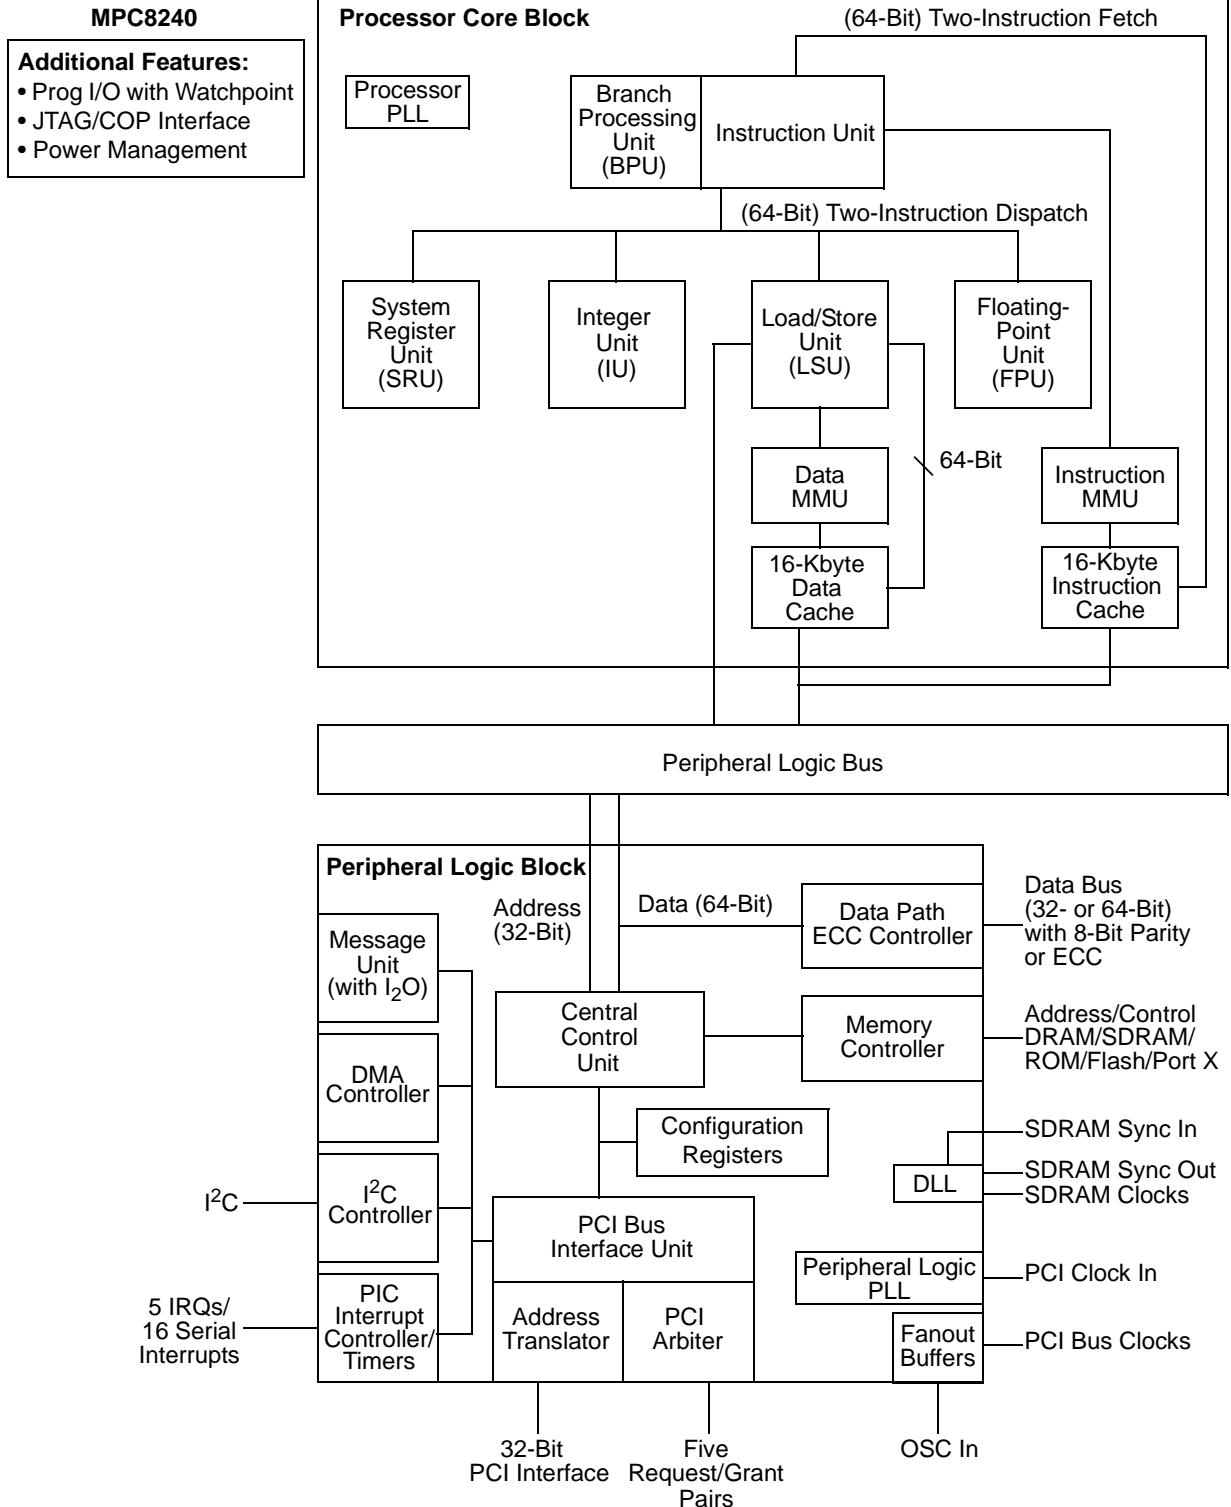 MPC8240
Additional Features:
• Prog I/O with Watchpoint
• JTAG/COP Interface
• Power Management
Processor Core Block
(64-Bit) Two-Instruction Fetch
Processor
PLL
Branch
Processing
Unit
(BPU)
Instruction Unit
(64-Bit) Two-Instruction Dispatch
System
Register
Unit
(SRU)
Integer
Unit
(IU)
Load/Store
Unit
(LSU)
Floating-
Point
Unit
(FPU)
64-Bit
Data
MMU
Instruction
MMU
16-Kbyte
Data
Cache
16-Kbyte
Instruction
Cache
Peripheral Logic Bus
Peripheral Logic Block
Address
(32-Bit)
Data (64-Bit)
Data Path
ECC Controller
Data Bus
(32- or 64-Bit)
with 8-Bit Parity
or ECC
Message
Unit
(with I₂O)
Central
Control
Unit
Memory
Controller
Address/Control
DRAM/SDRAM/
ROM/Flash/Port X
DMA
Controller
Configuration
Registers
SDRAM Sync In
DLL
SDRAM Sync Out
SDRAM Clocks
I²C
I²C
Controller
PCI Bus
Interface Unit
Peripheral Logic
PLL
PCI Clock In
5 IRQs/
16 Serial
Interrupts
PIC
Interrupt
Controller/
Timers
Address
Translator
PCI
Arbiter
Fanout
Buffers
PCI Bus Clocks
32-Bit
PCI Interface
Five
Request/Grant
Pairs
OSC In